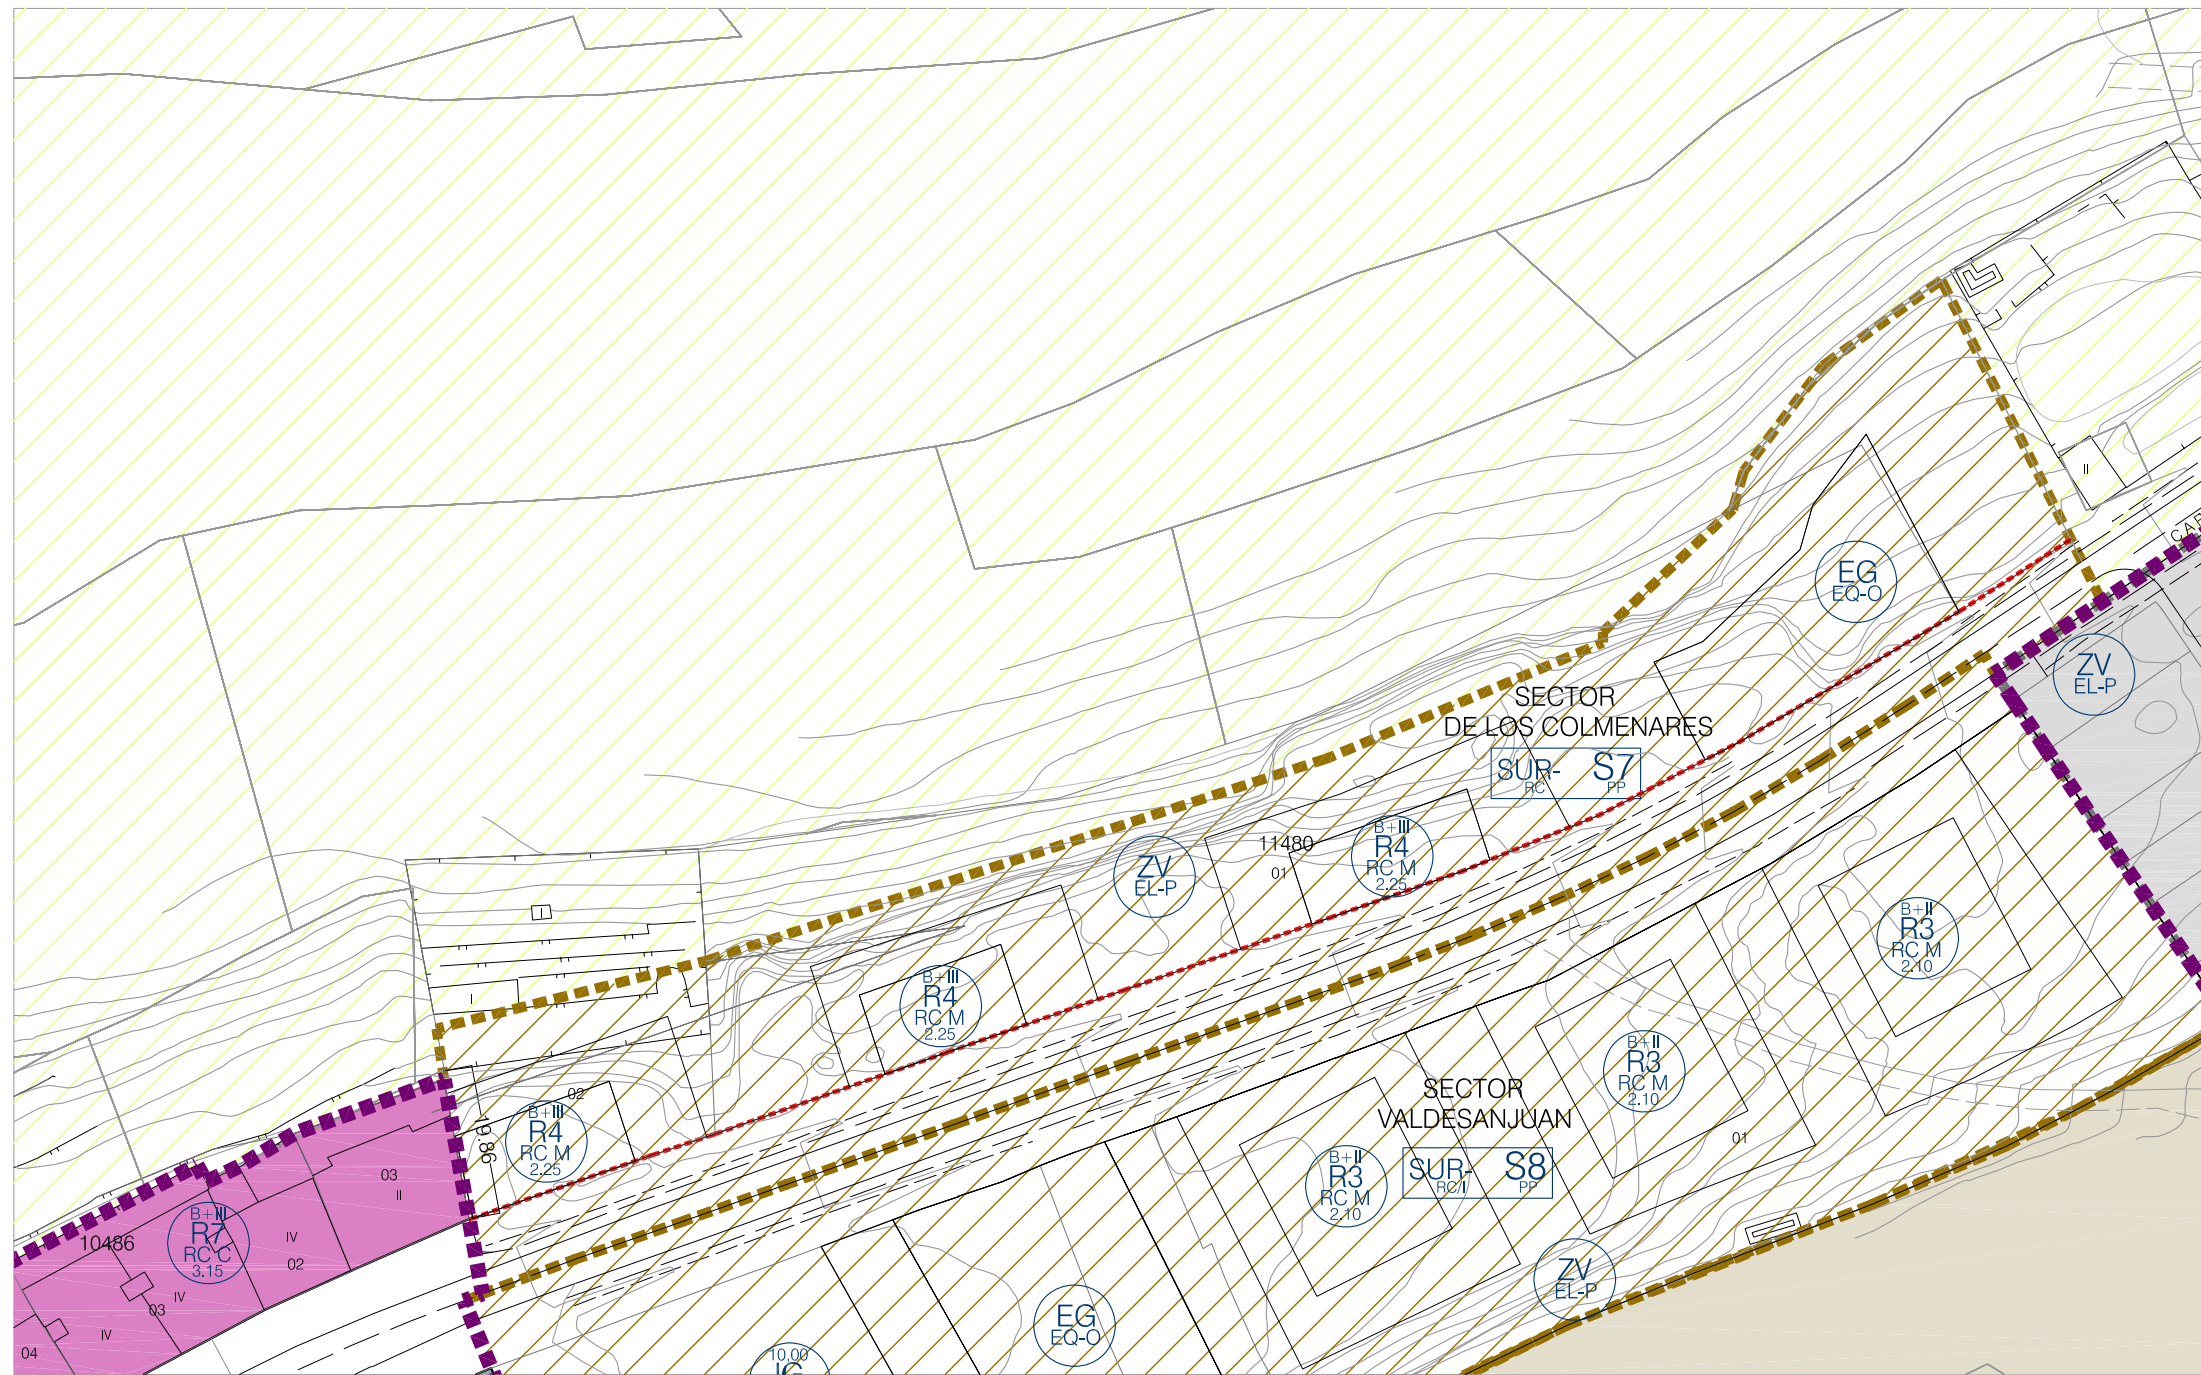 II
CAR
EG
EQ-O
ZV
EL-P
SECTOR
DE LOS COLMENARES
SUR- S7
RC PP
B+III
R4
RC M
2.25
11480
01
ZV
EL-P
B+II
R3
RC M
2.10
I
I
B+III
R4
RC M
2.25
02
B+III
R4
RC M
2.25
19.86
B+II
R3
RC M
2.10
01
SECTOR
VALDESANJUAN
SUR- S8
RC/I PP
B+II
R3
RC M
2.10
03
II
B+III
R7
RC C
3.15
10486
IV
02
IV
03
IV
04
ZV
EL-P
EG
EQ-O
10,00
IG